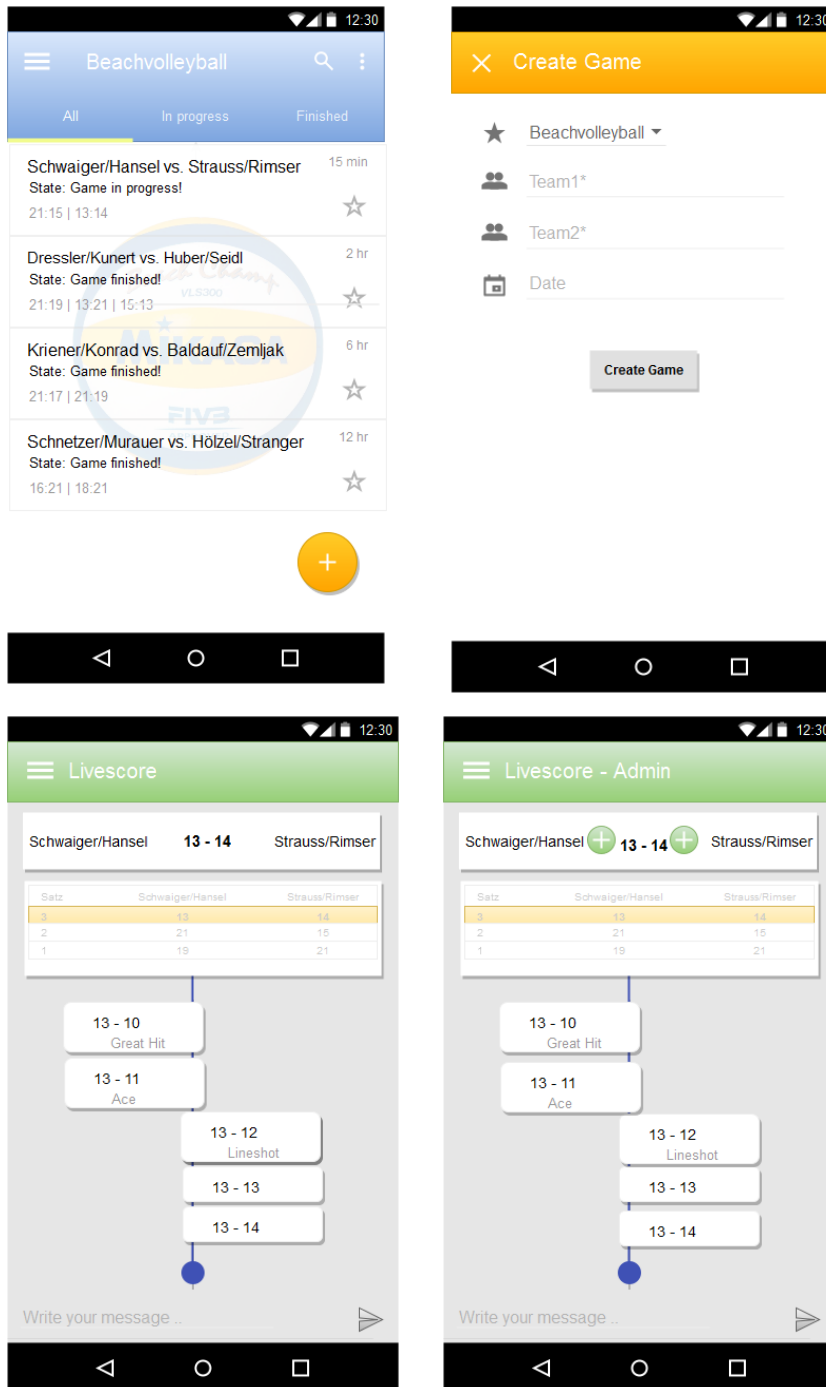 12:30
Beachvolleyball
All In progress Finished
Schwaiger/Hansel vs. Strauss/Rimser 15 min
State: Game in progress!
21:15 | 13:14
Dressler/Kunert vs. Huber/Seidl 2 hr
State: Game finished!
21:19 | 13:21 | 15:13
Kriener/Konrad vs. Baldauf/Zemljak 6 hr
State: Game finished!
21:17 | 21:19
Schnetzer/Murauer vs. Hölzel/Stranger 12 hr
State: Game finished!
16:21 | 18:21
Beach Champ
VLS300
MIKASA
FIVB
+
12:30
Create Game
Beachvolleyball
Team1*
Team2*
Date
Create Game
12:30
Livescore
Schwaiger/Hansel 13 - 14 Strauss/Rimser
Satz Schwaiger/Hansel Strauss/Rimser
3 13 14
2 21 15
1 19 21
13 - 10
Great Hit
13 - 11
Ace
13 - 12
Lineshot
13 - 13
13 - 14
Write your message ..
12:30
Livescore - Admin
Schwaiger/Hansel + 13 - 14 + Strauss/Rimser
Satz Schwaiger/Hansel Strauss/Rimser
3 13 14
2 21 15
1 19 21
13 - 10
Great Hit
13 - 11
Ace
13 - 12
Lineshot
13 - 13
13 - 14
Write your message ..